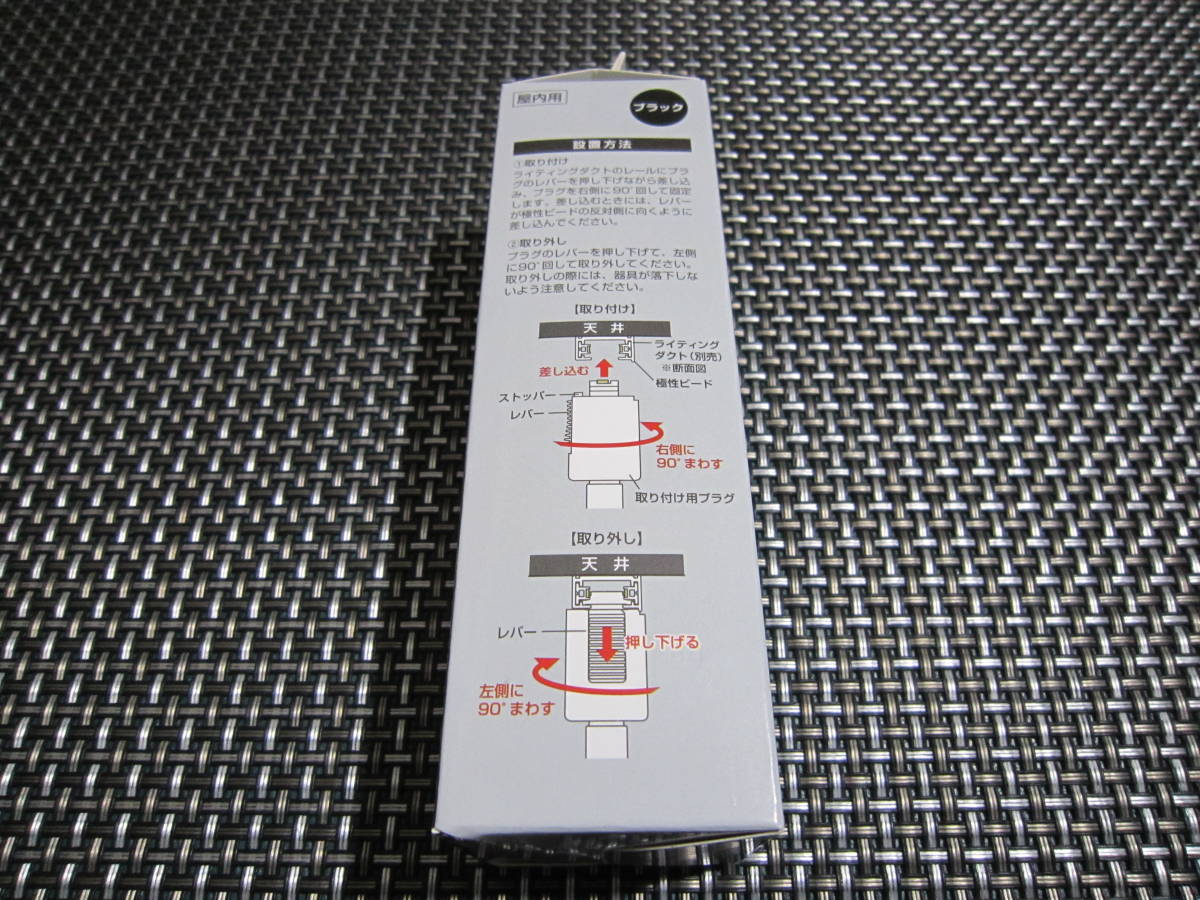 屋内用
ブラック
設置方法
①取り付け
ライティングダクトのレールにプラ
グのレバーを押し下げながら差し込
み、プラグを右側に90°回して固定
します。差し込むときには、レバー
が極性ビードの反対側に向くように
差し込んでください。
②取り外し
プラグのレバーを押し下げて、左側
に90°回して取り外してください。
取り外しの際には、器具が落下しな
いよう注意してください。
【取り付け】
天井
ライティング
ダクト(別売)
※断面図
差し込む
極性ビード
ストッパー
レバー
右側に
90°まわす
取り付け用プラグ
【取り外し】
天井
レバー
押し下げる
左側に
90°まわす